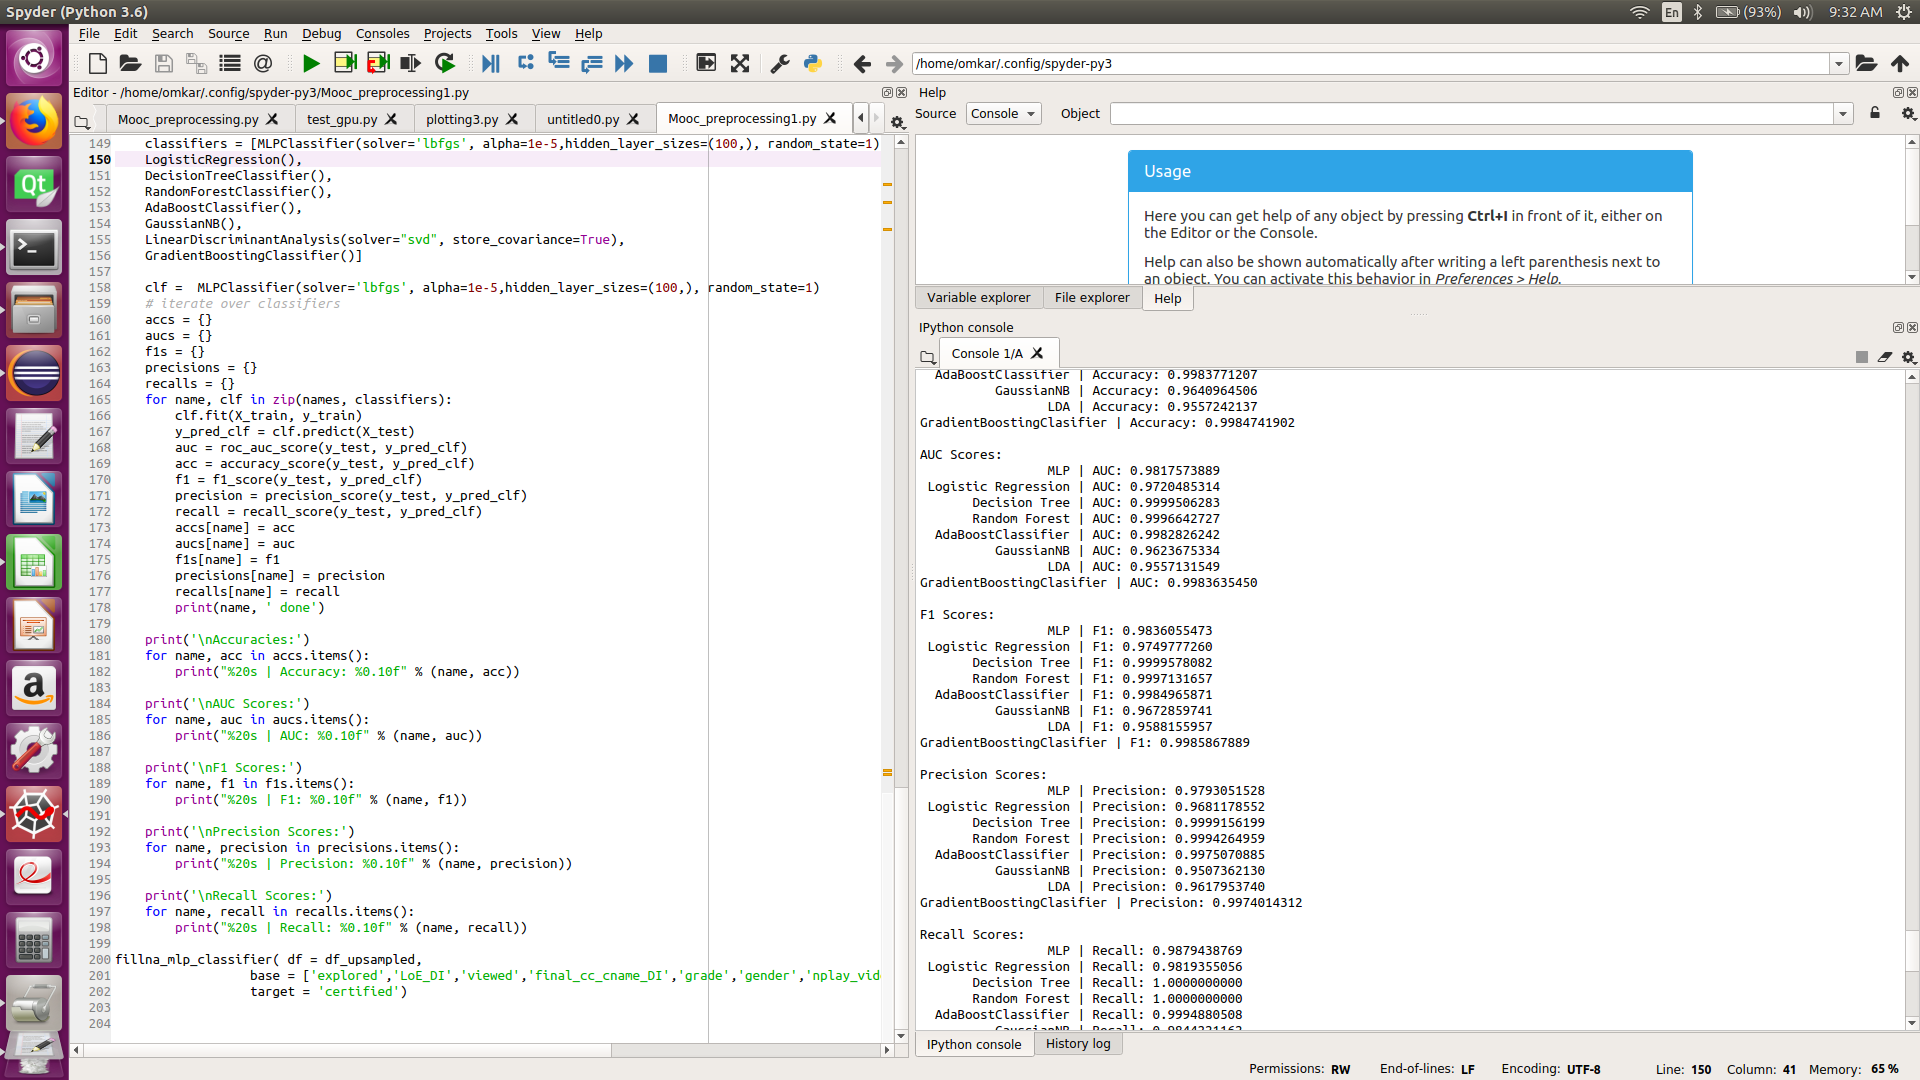 Spyder (Python 3.6)
En
(93%)
9:32 AM
File Edit Search Source Run Debug Consoles Projects Tools View Help
/home/omkar/.config/spyder-py3
Editor - /home/omkar/.config/spyder-py3/Mooc_preprocessing1.py
Mooc_preprocessing.py
test_gpu.py
plotting3.py
untitled0.py
Mooc_preprocessing1.py
149 classifiers = [MLPClassifier(solver='lbfgs', alpha=1e-5,hidden_layer_sizes=(100,), random_state=1)
150 LogisticRegression(),
151 DecisionTreeClassifier(),
152 RandomForestClassifier(),
153 AdaBoostClassifier(),
154 GaussianNB(),
155 LinearDiscriminantAnalysis(solver="svd", store_covariance=True),
156 GradientBoostingClassifier()]
157
158 clf =  MLPClassifier(solver='lbfgs', alpha=1e-5,hidden_layer_sizes=(100,), random_state=1)
159 # iterate over classifiers
160 accs = {}
161 aucs = {}
162 f1s = {}
163 precisions = {}
164 recalls = {}
165 for name, clf in zip(names, classifiers):
166 clf.fit(X_train, y_train)
167 y_pred_clf = clf.predict(X_test)
168 auc = roc_auc_score(y_test, y_pred_clf)
169 acc = accuracy_score(y_test, y_pred_clf)
170 f1 = f1_score(y_test, y_pred_clf)
171 precision = precision_score(y_test, y_pred_clf)
172 recall = recall_score(y_test, y_pred_clf)
173 accs[name] = acc
174 aucs[name] = auc
175 f1s[name] = f1
176 precisions[name] = precision
177 recalls[name] = recall
178 print(name, ' done')
179
180 print('\nAccuracies:')
181 for name, acc in accs.items():
182 print("%20s | Accuracy: %0.10f" % (name, acc))
183
184 print('\nAUC Scores:')
185 for name, auc in aucs.items():
186 print("%20s | AUC: %0.10f" % (name, auc))
187
188 print('\nF1 Scores:')
189 for name, f1 in f1s.items():
190 print("%20s | F1: %0.10f" % (name, f1))
191
192 print('\nPrecision Scores:')
193 for name, precision in precisions.items():
194 print("%20s | Precision: %0.10f" % (name, precision))
195
196 print('\nRecall Scores:')
197 for name, recall in recalls.items():
198 print("%20s | Recall: %0.10f" % (name, recall))
199
200 fillna_mlp_classifier( df = df_upsampled,
201 base = ['explored','LoE_DI','viewed','final_cc_cname_DI','grade','gender','nplay_vid
202 target = 'certified')
203
204
Help
Source Console Object
Usage
Here you can get help of any object by pressing Ctrl+I in front of it, either on
the Editor or the Console.
Help can also be shown automatically after writing a left parenthesis next to
an object. You can activate this behavior in Preferences > Help.
Variable explorer File explorer Help
IPython console
Console 1/A
AdaBoostClassifier | Accuracy: 0.9983771207
GaussianNB | Accuracy: 0.9640964506
LDA | Accuracy: 0.9557242137
GradientBoostingClasifier | Accuracy: 0.9984741902
AUC Scores:
MLP | AUC: 0.9817573889
Logistic Regression | AUC: 0.9720485314
Decision Tree | AUC: 0.9999506283
Random Forest | AUC: 0.9996642727
AdaBoostClassifier | AUC: 0.9982826242
GaussianNB | AUC: 0.9623675334
LDA | AUC: 0.9557131549
GradientBoostingClasifier | AUC: 0.9983635450
F1 Scores:
MLP | F1: 0.9836055473
Logistic Regression | F1: 0.9749777260
Decision Tree | F1: 0.9999578082
Random Forest | F1: 0.9997131657
AdaBoostClassifier | F1: 0.9984965871
GaussianNB | F1: 0.9672859741
LDA | F1: 0.9588155957
GradientBoostingClasifier | F1: 0.9985867889
Precision Scores:
MLP | Precision: 0.9793051528
Logistic Regression | Precision: 0.9681178552
Decision Tree | Precision: 0.9999156199
Random Forest | Precision: 0.9994264959
AdaBoostClassifier | Precision: 0.9975070885
GaussianNB | Precision: 0.9507362130
LDA | Precision: 0.9617953740
GradientBoostingClasifier | Precision: 0.9974014312
Recall Scores:
MLP | Recall: 0.9879438769
Logistic Regression | Recall: 0.9819355056
Decision Tree | Recall: 1.0000000000
Random Forest | Recall: 1.0000000000
AdaBoostClassifier | Recall: 0.9994880508
GaussianNB | Recall: 0.9844221163
IPython console History log
Permissions: RW End-of-lines: LF Encoding: UTF-8 Line: 150 Column: 41 Memory: 65 %